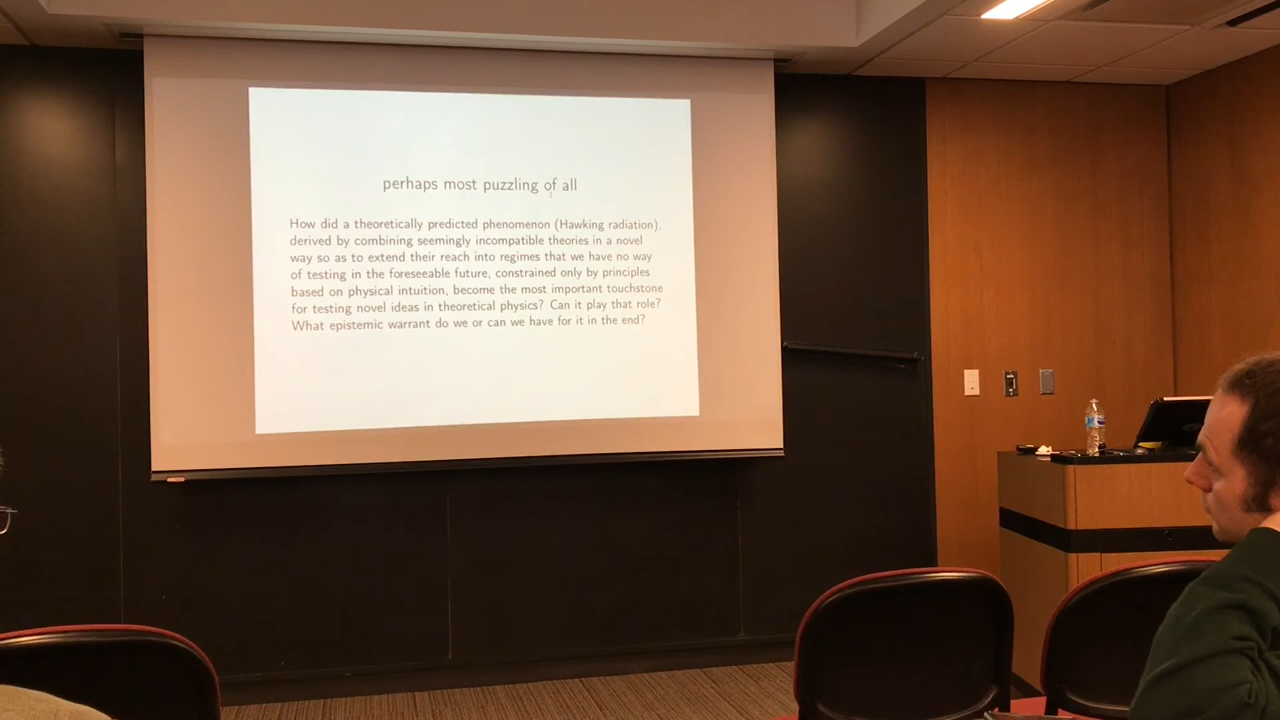 perhaps most puzzling of all
How did a theoretically predicted phenomenon (Hawking radiation),
derived by combining seemingly incompatible theories in a novel
way so as to extend their reach into regimes that we have no way
of testing in the foreseeable future, constrained only by principles
based on physical intuition, become the most important touchstone
for testing novel ideas in theoretical physics? Can it play that role?
What epistemic warrant do we or can we have for it in the end?